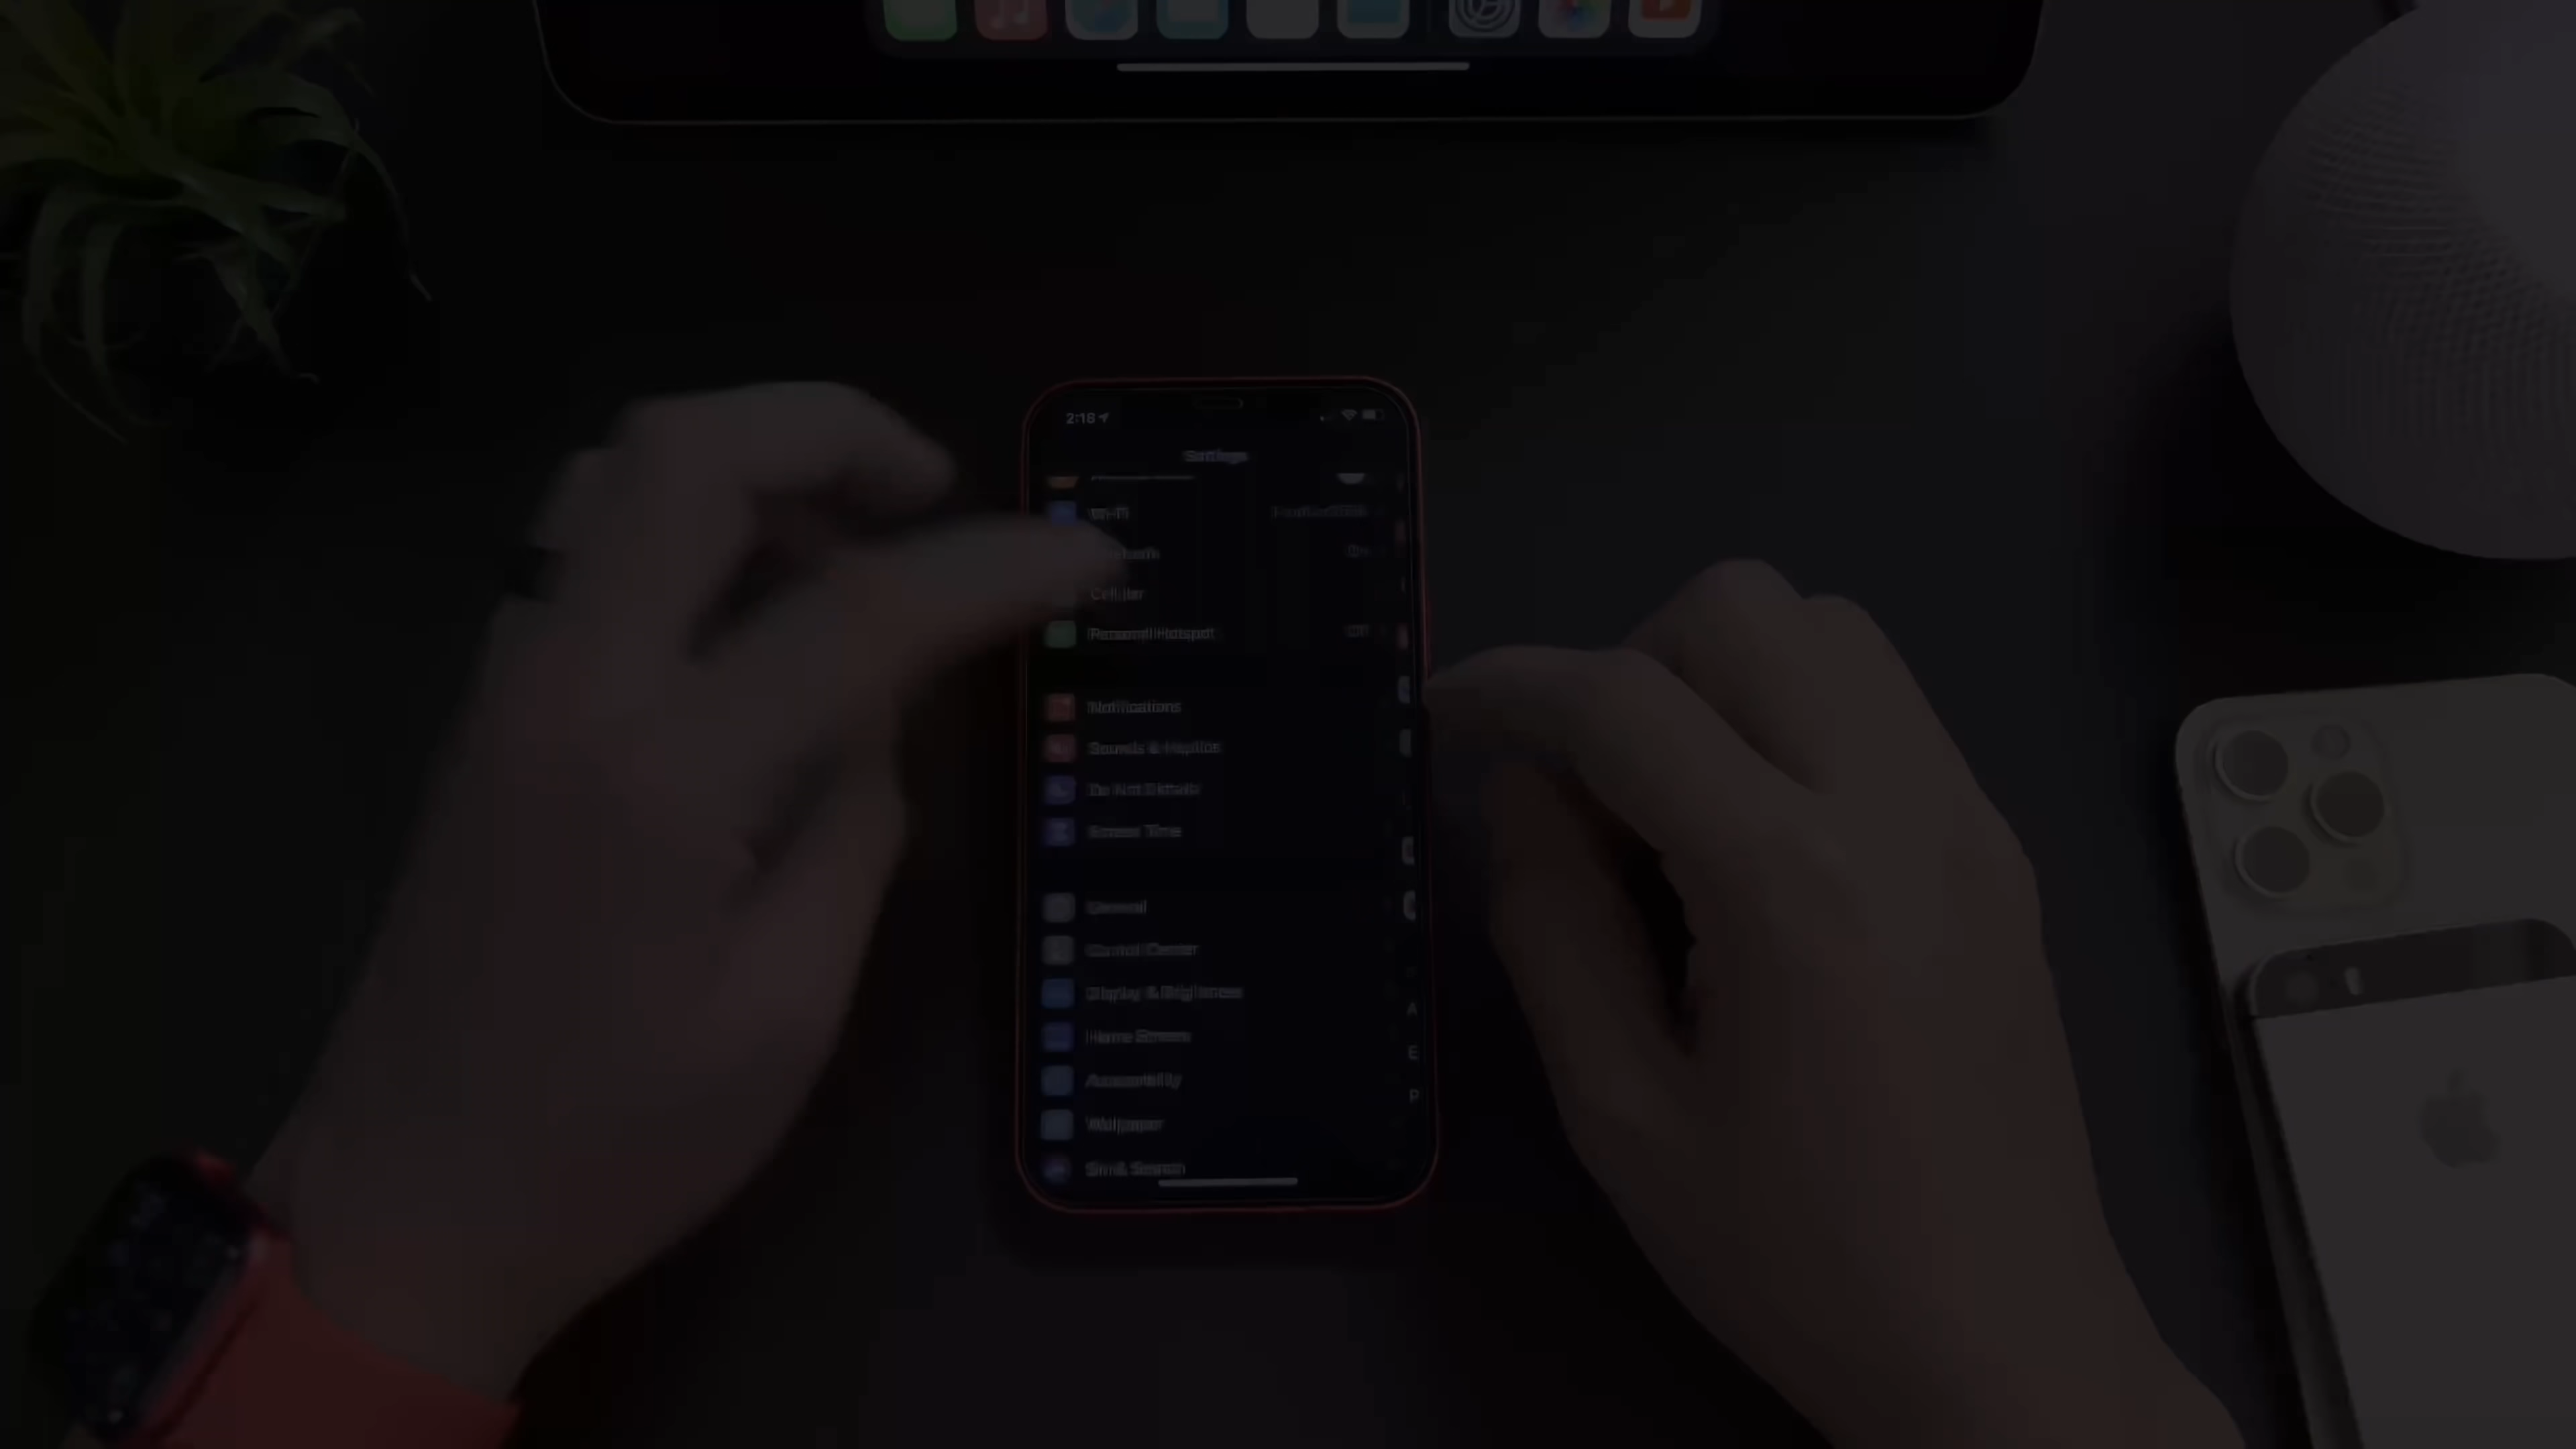 2:18
Settings
Wi-Fi
Cellular
Personal Hotspot
Off
Notifications
Sounds & Haptics
Do Not Disturb
Screen Time
General
Control Center
Display & Brightness
Home Screen
Accessibility
Wallpaper
Siri & Search
A
E
P